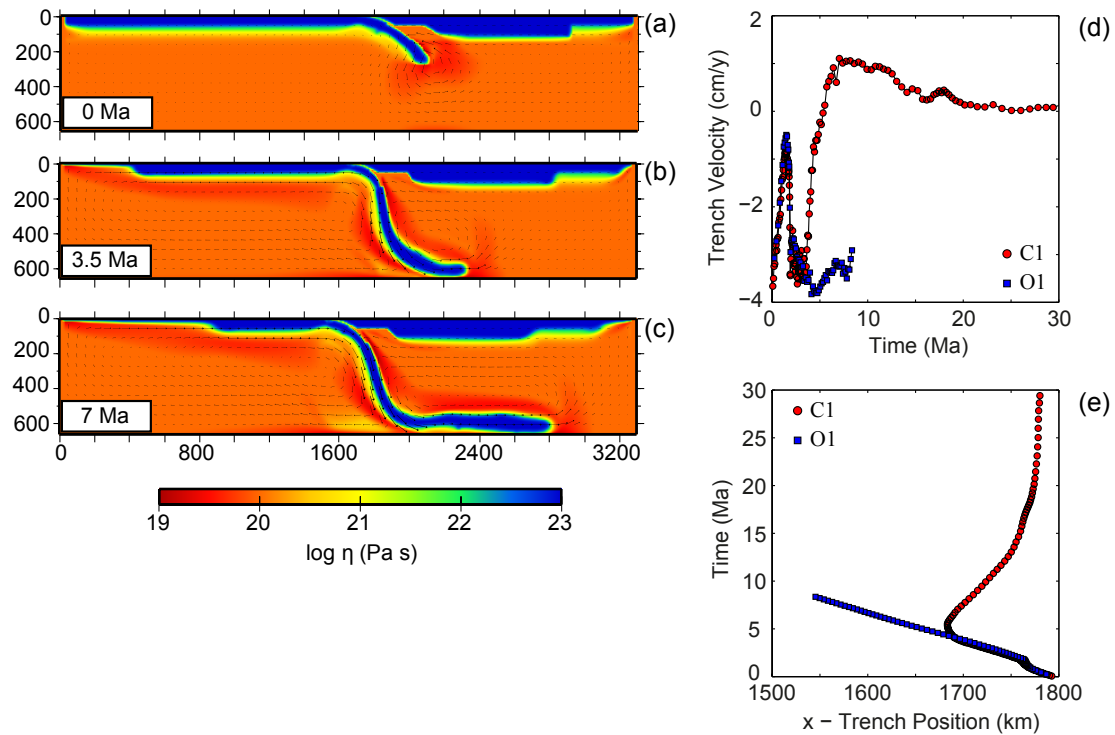 (a)
0
200
400
600
0 Ma
(b)
0
200
400
600
3.5 Ma
(c)
0
200
400
600
7 Ma
0 800 1600 2400 3200
19 20 21 22 23
log η (Pa s)
(d)
2
0
−2
−4
Trench Velocity (cm/y)
C1
O1
0 10 20 30
Time (Ma)
(e)
30
25
20
15
10
5
0
Time (Ma)
C1
O1
1500 1600 1700 1800
x − Trench Position (km)